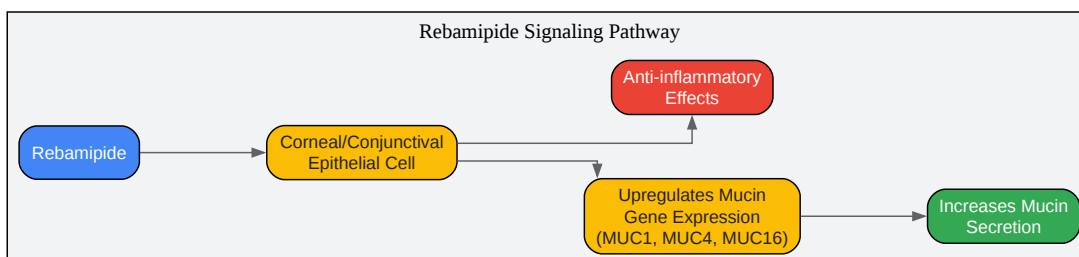 Rebamipide Signaling Pathway
Rebamipide
Corneal/Conjunctival
Epithelial Cell
Anti-inflammatory
Effects
Upregulates Mucin
Gene Expression
(MUC1, MUC4, MUC16)
Increases Mucin
Secretion